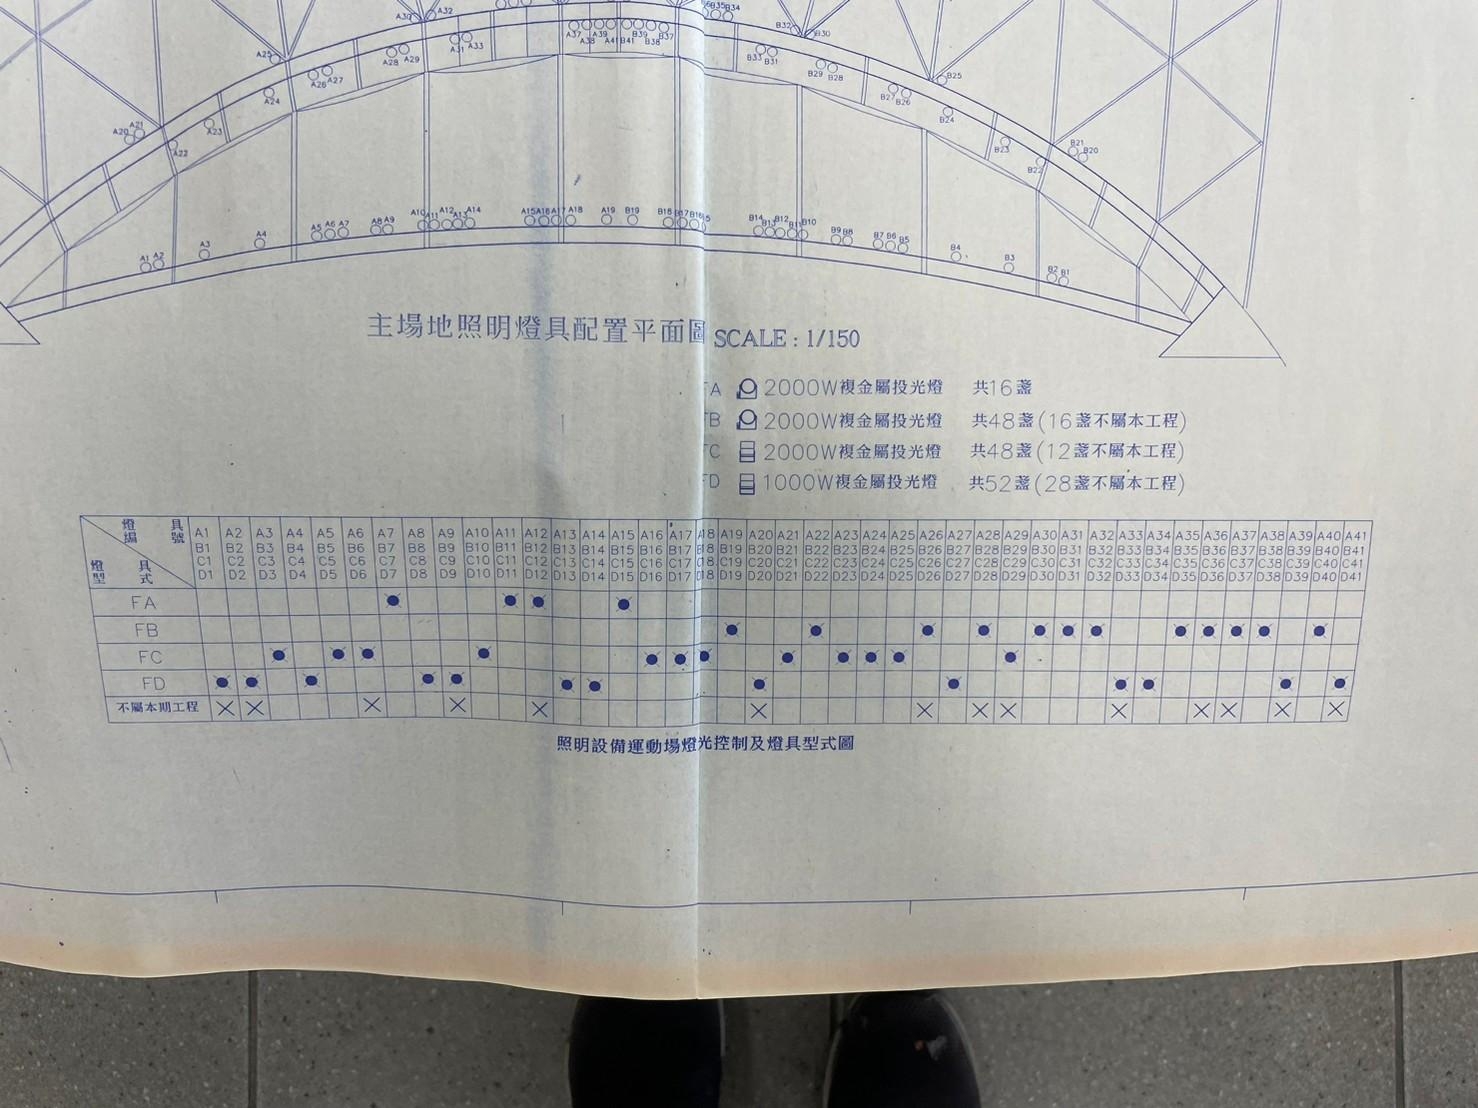 A30 A32 B6 B35 B34 B32 B30
A37 A39 B39 B37
A38 A41 B41 B38
A31 A33 B33 B31
A25 A28 A29 B29 B28 B25
A26 A27 B27 B26
A24 B24
A20 A21 A23 B23 B21 B20
A22 B22
A1 A2 A3 A4 A5 A6 A7 A8 A9 A10 A11 A12 A13 A14 A15 A16 A17 A18 A19 B19 B18 B17 B16 B14 B13 B12 B11 B10 B9 B8 B7 B6 B5 B4 B3 B2 B1
主場地照明燈具配置平面圖 SCALE : 1/150
FA 2000W複金屬投光燈 共16盞
FB 2000W複金屬投光燈 共48盞(16盞不屬本工程)
FC 2000W複金屬投光燈 共48盞(12盞不屬本工程)
FD 1000W複金屬投光燈 共52盞(28盞不屬本工程)
燈具編號
燈具型式
A1 A2 A3 A4 A5 A6 A7 A8 A9 A10 A11 A12 A13 A14 A15 A16 A17 A18 A19 A20 A21 A22 A23 A24 A25 A26 A27 A28 A29 A30 A31 A32 A33 A34 A35 A36 A37 A38 A39 A40 A41
B1 B2 B3 B4 B5 B6 B7 B8 B9 B10 B11 B12 B13 B14 B15 B16 B17 B18 B19 B20 B21 B22 B23 B24 B25 B26 B27 B28 B29 B30 B31 B32 B33 B34 B35 B36 B37 B38 B39 B40 B41
C1 C2 C3 C4 C5 C6 C7 C8 C9 C10 C11 C12 C13 C14 C15 C16 C17 C18 C19 C20 C21 C22 C23 C24 C25 C26 C27 C28 C29 C30 C31 C32 C33 C34 C35 C36 C37 C38 C39 C40 C41
D1 D2 D3 D4 D5 D6 D7 D8 D9 D10 D11 D12 D13 D14 D15 D16 D17 D18 D19 D20 D21 D22 D23 D24 D25 D26 D27 D28 D29 D30 D31 D32 D33 D34 D35 D36 D37 D38 D39 D40 D41
FA
FB
FC
FD
不屬本期工程
照明設備運動場燈光控制及燈具型式圖